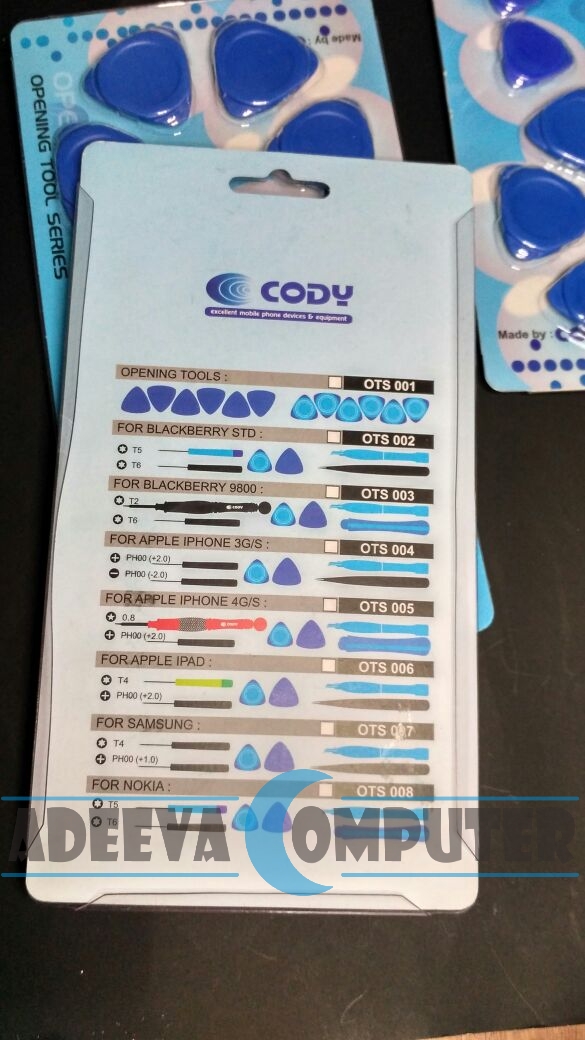 Made by :
OPENING TOOL SERIES
CODY
excellent mobile phone devices & equipment
OPENING TOOLS : OTS 001
FOR BLACKBERRY STD : OTS 002
T5
T6
FOR BLACKBERRY 9800 : OTS 003
T2
CODY
T6
FOR APPLE IPHONE 3G/S : OTS 004
PH00 (+2.0)
PH00 (-2.0)
FOR APPLE IPHONE 4G/S : OTS 005
0.8
CODY
PH00 (+2.0)
FOR APPLE IPAD : OTS 006
T4
PH00 (+2.0)
FOR SAMSUNG : OTS 007
T4
PH00 (+1.0)
FOR NOKIA : OTS 008
T5
T6
Made by :
ADEEVA COMPUTER